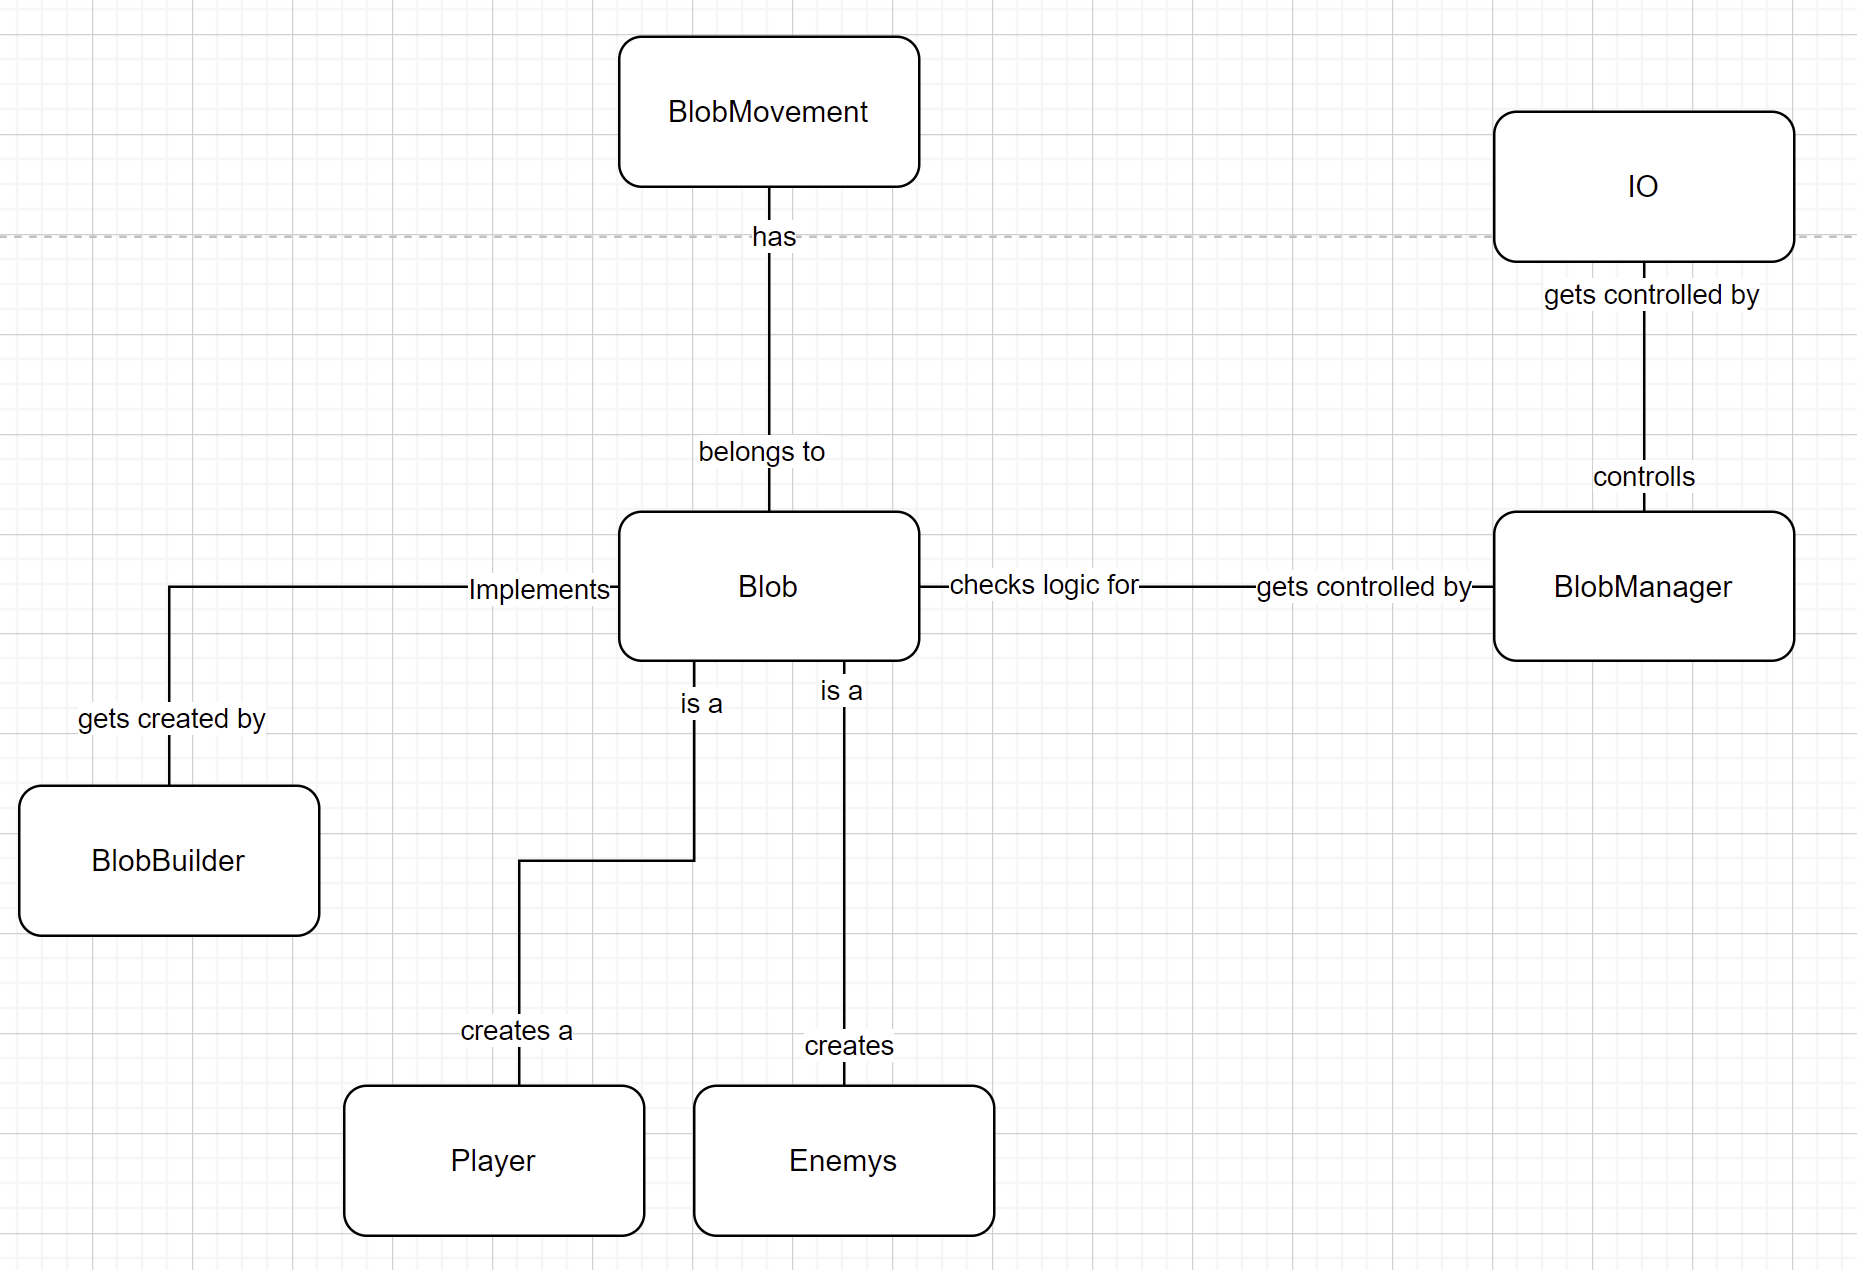 BlobMovement
IO
has
gets controlled by
belongs to
controlls
Implements
Blob
checks logic for
gets controlled by
BlobManager
is a
is a
gets created by
BlobBuilder
creates a
creates
Player
Enemys